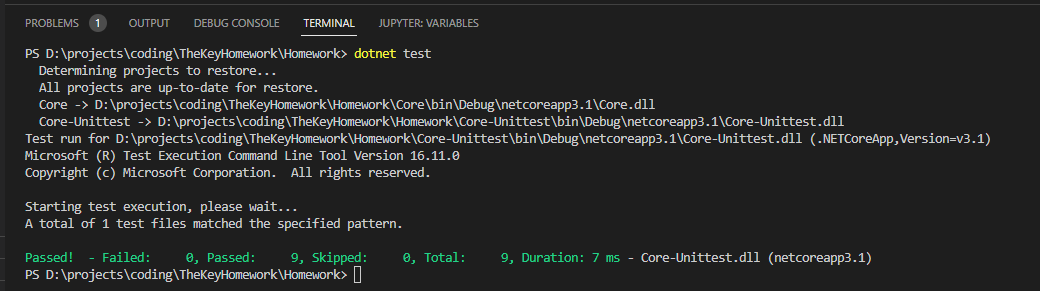 PROBLEMS 1 OUTPUT DEBUG CONSOLE TERMINAL JUPYTER: VARIABLES
PS D:\projects\coding\TheKeyHomework\Homework> dotnet test
  Determining projects to restore...
  All projects are up-to-date for restore.
  Core -> D:\projects\coding\TheKeyHomework\Homework\Core\bin\Debug\netcoreapp3.1\Core.dll
  Core-Unittest -> D:\projects\coding\TheKeyHomework\Homework\Core-Unittest\bin\Debug\netcoreapp3.1\Core-Unittest.dll
Test run for D:\projects\coding\TheKeyHomework\Homework\Core-Unittest\bin\Debug\netcoreapp3.1\Core-Unittest.dll (.NETCoreApp,Version=v3.1)
Microsoft (R) Test Execution Command Line Tool Version 16.11.0
Copyright (c) Microsoft Corporation.  All rights reserved.

Starting test execution, please wait...
A total of 1 test files matched the specified pattern.

Passed!  - Failed:     0, Passed:     9, Skipped:     0, Total:     9, Duration: 7 ms - Core-Unittest.dll (netcoreapp3.1)
PS D:\projects\coding\TheKeyHomework\Homework>